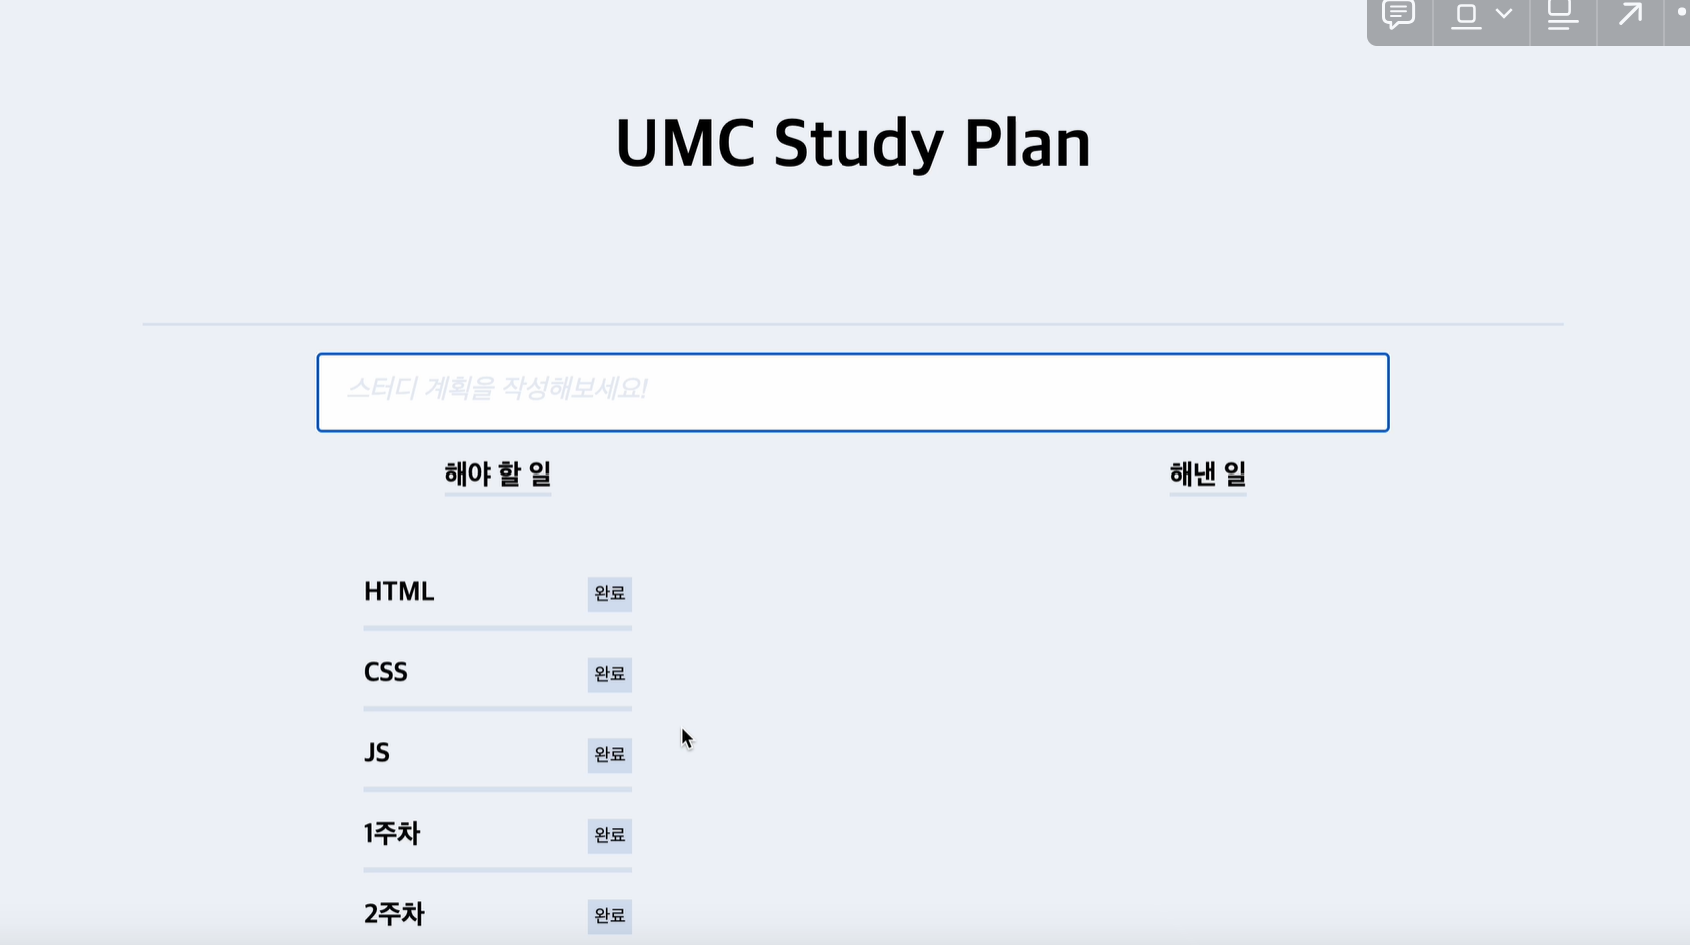 UMC Study Plan
스터디 계획을 작성해보세요!
해야 할 일
해낸 일
HTML
완료
CSS
완료
JS
완료
1주차
완료
2주차
완료